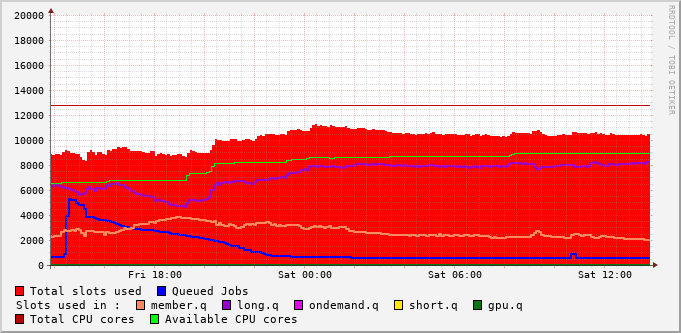 RRDTOOL / TOBI OETIKER
20000
18000
16000
14000
12000
10000
8000
6000
4000
2000
0
Fri 18:00 Sat 00:00 Sat 06:00 Sat 12:00
Total slots used Queued Jobs
Slots used in : member.q long.q ondemand.q short.q gpu.q
Total CPU cores Available CPU cores